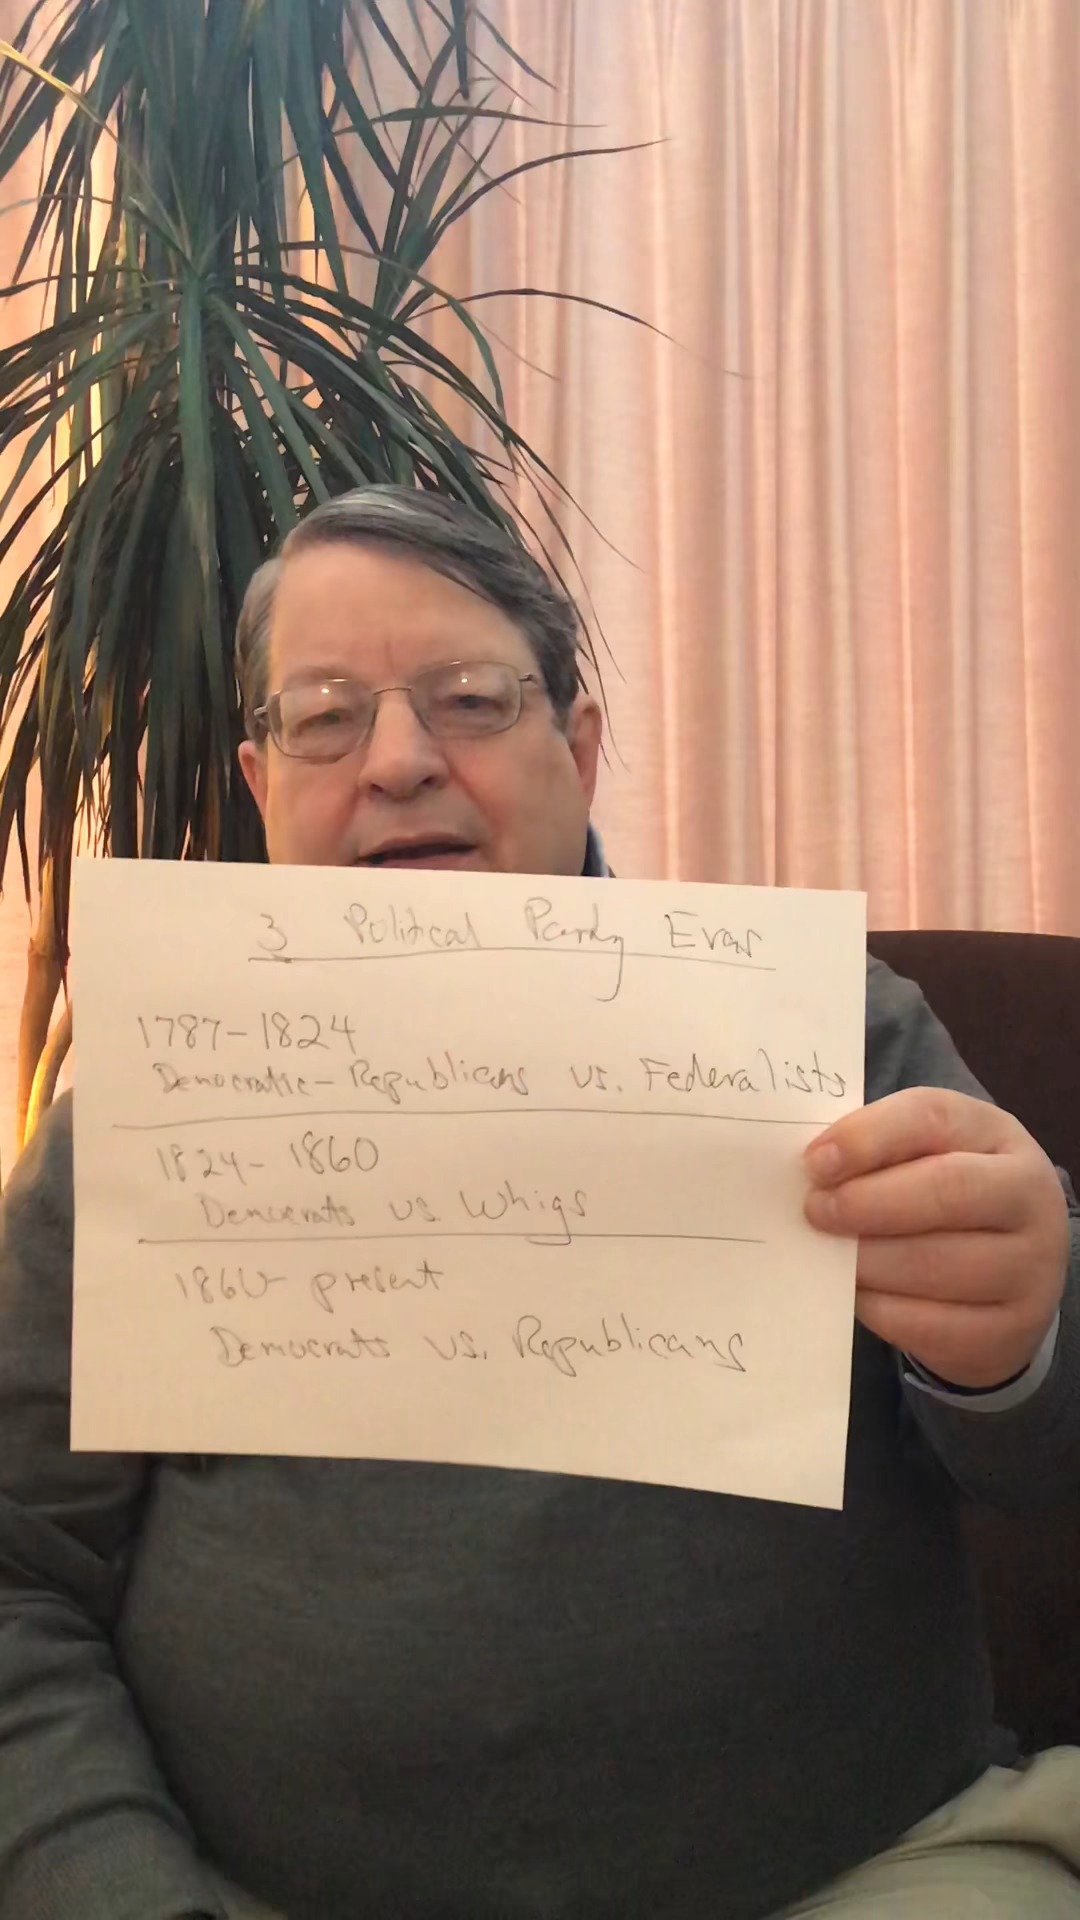 3 Political Party Eras
1787-1824
Democratic-Republicans vs. Federalists
1824-1860
Democrats vs. Whigs
1860- present
Democrats vs. Republicans